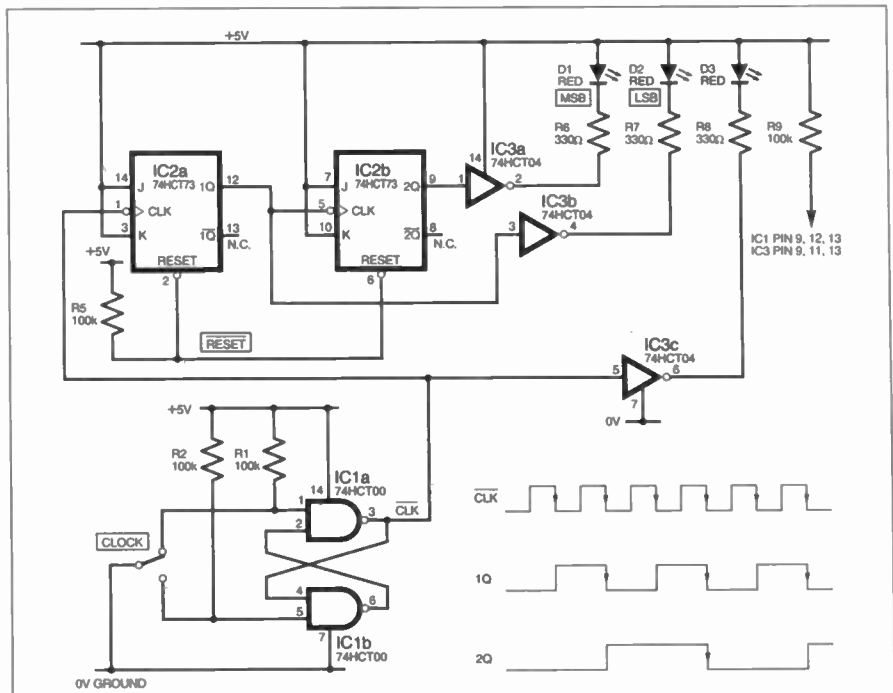 +5V
D1
RED
MSB
D2
RED
LSB
D3
RED
R6
330Ω
R7
330Ω
R8
330Ω
R9
100k
IC2a
74HCT73
14
J
1Q
12
1
CLK
3
K
1Q
13
N.C.
RESET
2
IC2b
74HCT73
7
J
2Q
9
5
CLK
10
K
2Q
8
N.C.
RESET
6
IC3a
14
74HCT04
1
2
IC3b
74HCT04
3
4
IC1 PIN 9, 12, 13
IC3 PIN 9, 11, 13
+5V
R5
100k
RESET
IC3c
74HCT04
5
6
7
0V
+5V
R2
100k
R1
100k
IC1a
14
74HCT00
1
2
3
CLK
CLOCK
4
5
6
7
IC1b
74HCT00
0V GROUND
CLK
1Q
2Q